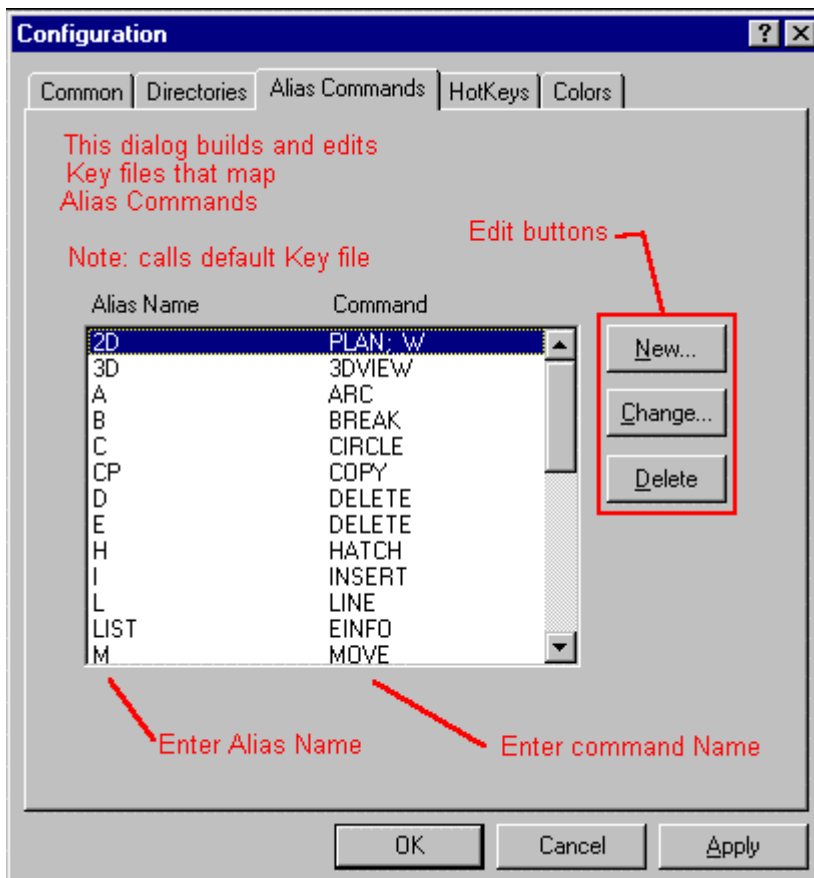 Configuration
Common Directories Alias Commands HotKeys Colors
This dialog builds and edits
Key files that map
Alias Commands
Edit buttons
Note: calls default Key file
Alias Name Command
2D PLAN; W
3D 3DVIEW
A ARC
B BREAK
C CIRCLE
CP COPY
D DELETE
E DELETE
H HATCH
I INSERT
L LINE
LIST EINFO
M MOVE
New...
Change...
Delete
Enter Alias Name
Enter command Name
OK Cancel Apply